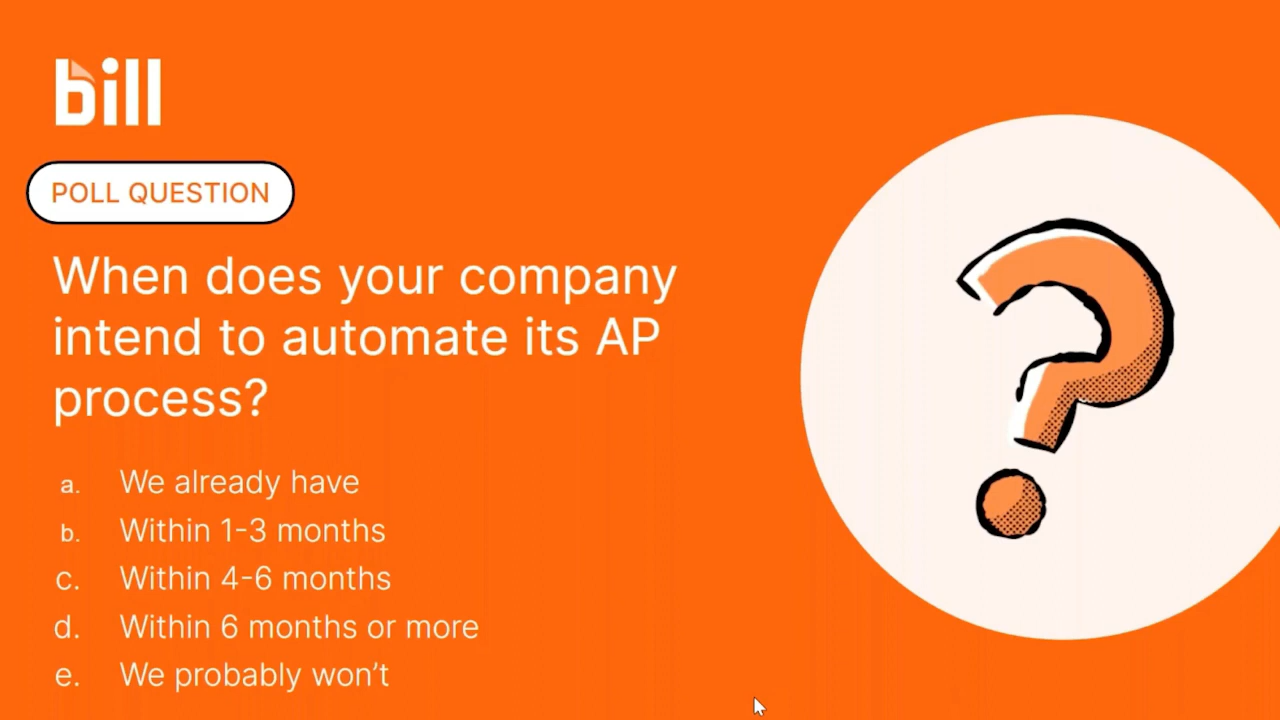 bill
POLL QUESTION
When does your company
intend to automate its AP
process?
a. We already have
b. Within 1-3 months
c. Within 4-6 months
d. Within 6 months or more
e. We probably won’t